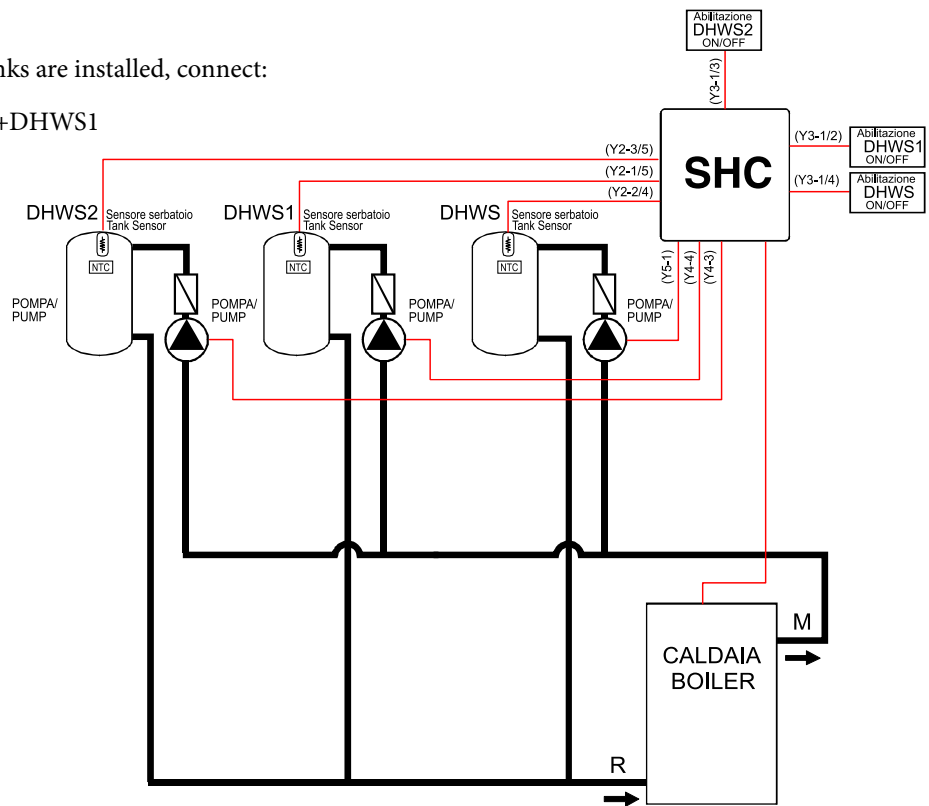 Abilitazione
DHWS2
ON/OFF
nks are installed, connect:
+DHWS1
(Y3-1/3)
(Y2-3/5)
(Y2-1/5)
(Y2-2/4)
SHC
(Y3-1/2)
Abilitazione
DHWS1
ON/OFF
(Y3-1/4)
Abilitazione
DHWS
ON/OFF
DHWS2
Sensore serbatoio
Tank Sensor
NTC
POMPA/
PUMP
DHWS1
Sensore serbatoio
Tank Sensor
NTC
POMPA/
PUMP
DHWS
Sensore serbatoio
Tank Sensor
NTC
POMPA/
PUMP
POMPA/
PUMP
(Y5-1)
(Y4-4)
(Y4-3)
M
CALDAIA
BOILER
R